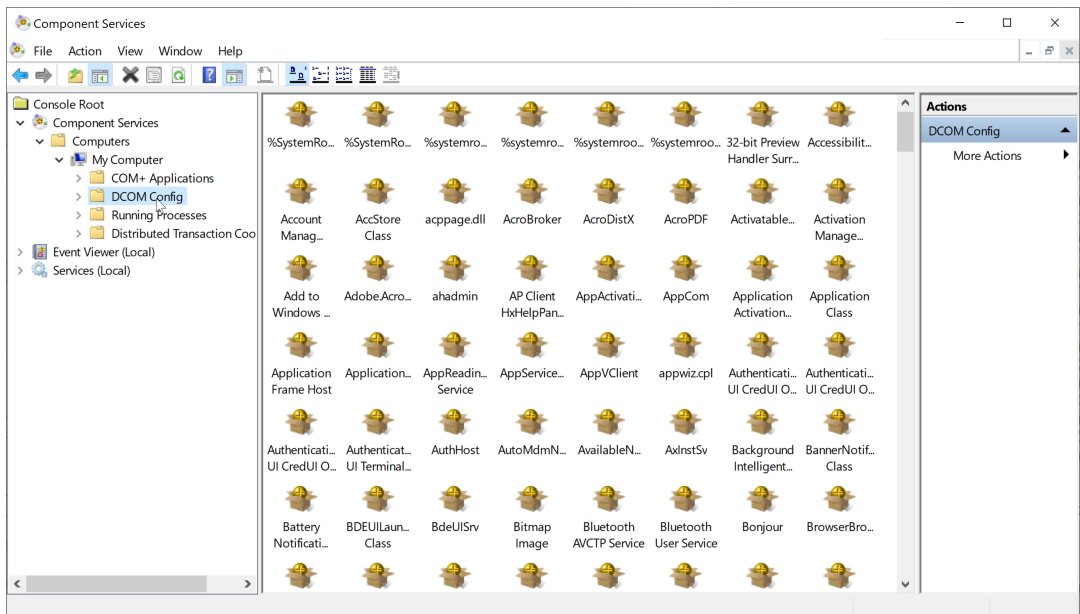 Component Services
File Action View Window Help
Console Root
Component Services
Computers
My Computer
COM+ Applications
DCOM Config
Running Processes
Distributed Transaction Coo
Event Viewer (Local)
Services (Local)
%SystemRo... %SystemRo... %systemro... %systemro... %systemroo... %systemroo... 32-bit Preview Accessibilit...
Handler Surr...
Account AccStore acppage.dll AcroBroker AcroDistX AcroPDF Activatable... Activation
Manag... Class Manage...
Add to Adobe.Acro... ahadmin AP Client AppActivati... AppCom Application Application
Windows ... HxHelpPan... Activation... Class
Application Application... AppReadin... AppService... AppVClient appwiz.cpl Authenticati... Authenticati...
Frame Host Service UI CredUI O... UI CredUI O...
Authenticati... Authenticat... AuthHost AutoMdmN... AvailableN... AxInstSv Background BannerNotif...
UI CredUI O... UI Terminal... Intelligent... Class
Battery BDEUILaun... BdeUISrv Bitmap Bluetooth Bluetooth Bonjour BrowserBro...
Notificati... Class Image AVCTP Service User Service
Actions
DCOM Config
More Actions